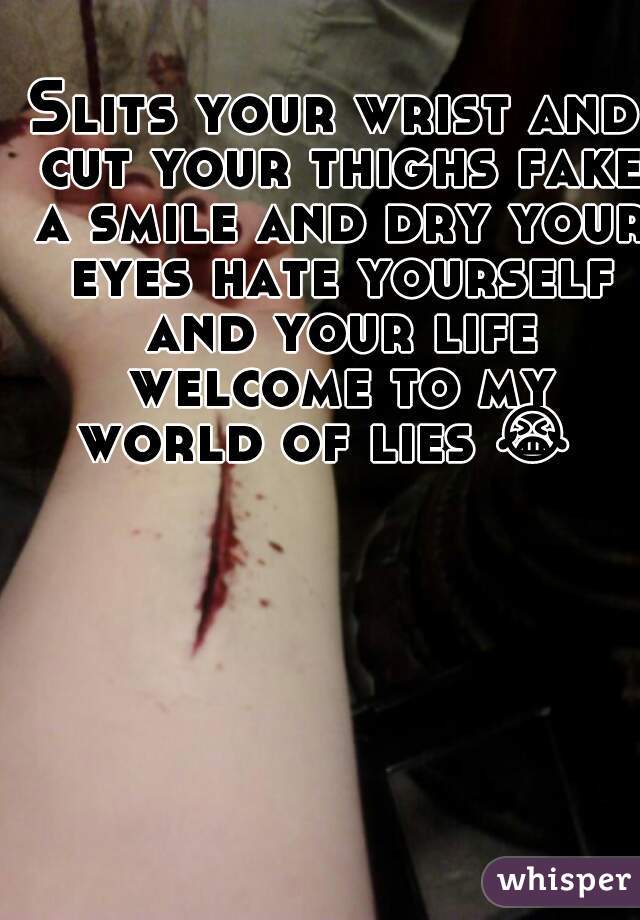 Slits your wrist and
cut your thighs fake
a smile and dry your
eyes hate yourself
and your life
welcome to my
world of lies 😭
whisper